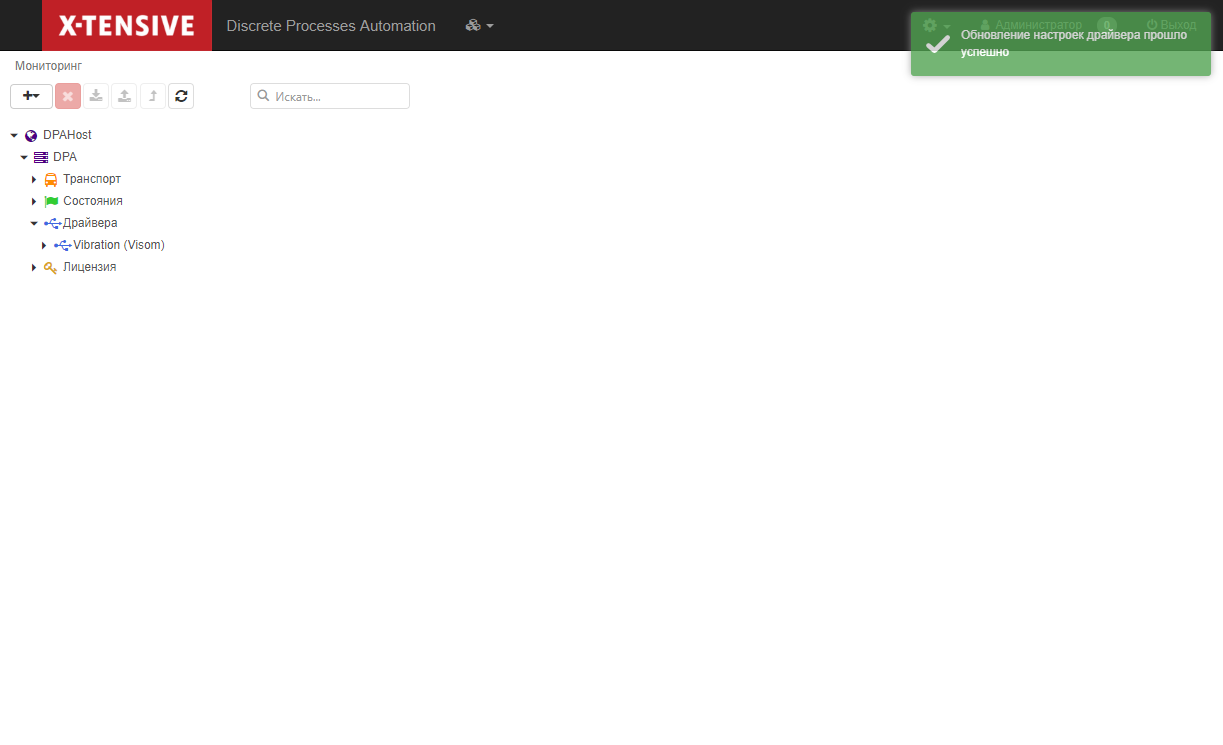 X-TENSIVE
Discrete Processes Automation
Администратор
0
Выход
Обновление настроек драйвера прошло
успешно
Мониторинг
Искать...
DPAHost
DPA
Транспорт
Состояния
Драйвера
Vibration (Visom)
Лицензия